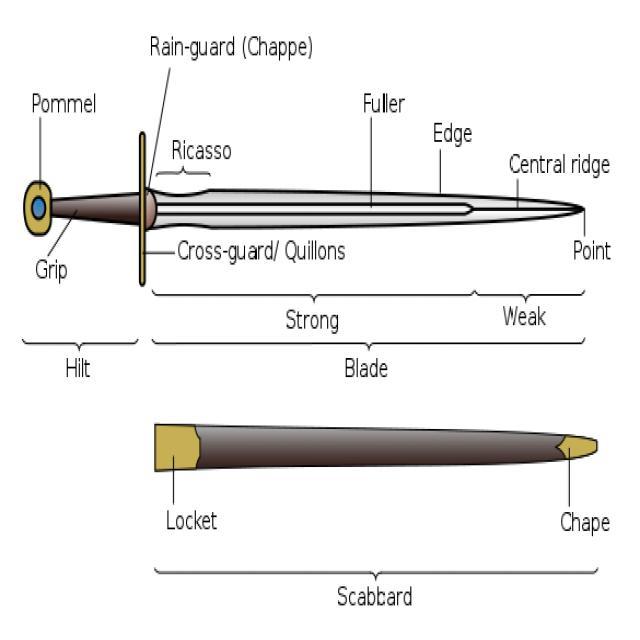 Rain-guard (Chappe)
Pommel
Fuller
Edge
Ricasso
Central ridge
Cross-guard/ Quillons
Point
Grip
Strong
Weak
Hilt
Blade
Locket
Chape
Scabbard